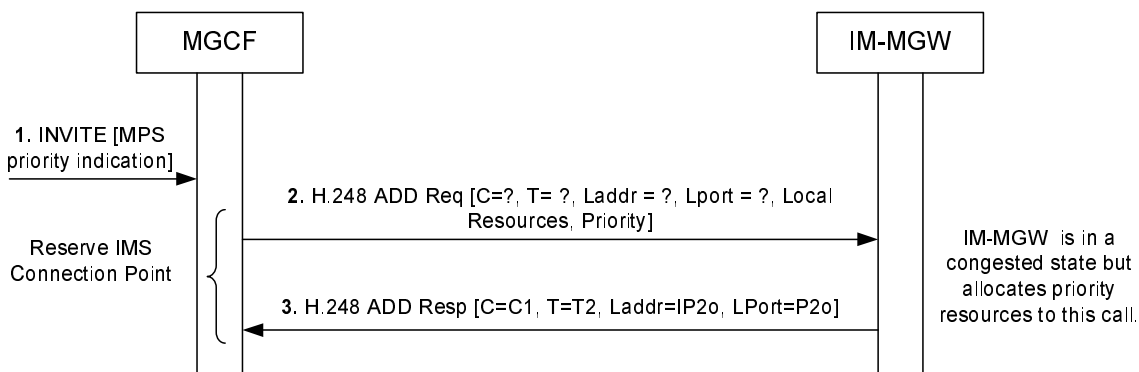 MGCF
IM-MGW
1. INVITE [MPS
priority indication]
2. H.248 ADD Req [C=?, T= ?, Laddr = ?, Lport = ?, Local
Resources, Priority]
Reserve IMS
Connection Point
IM-MGW is in a
congested state but
allocates priority
resources to this call.
3. H.248 ADD Resp [C=C1, T=T2, Laddr=IP2o, LPort=P2o]